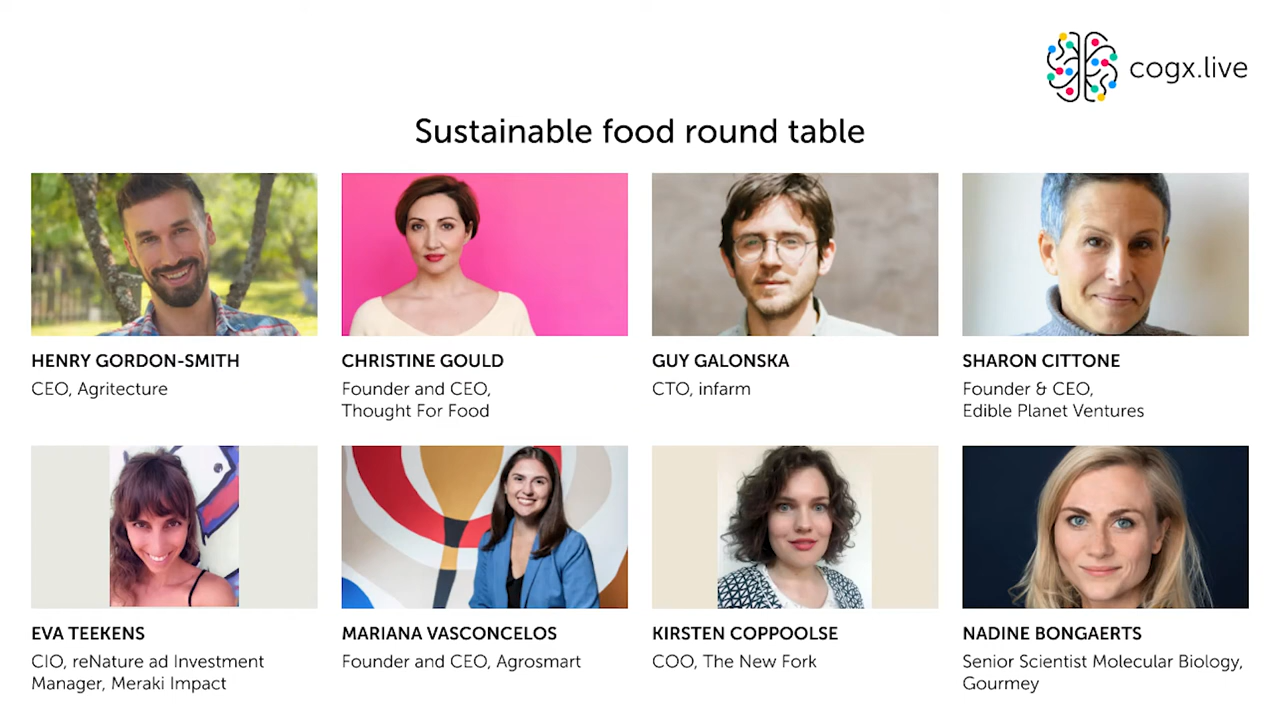 cogx.live
Sustainable food round table
HENRY GORDON-SMITH
CEO, Agritecture
CHRISTINE GOULD
Founder and CEO,
Thought For Food
GUY GALONSKA
CTO, infarm
SHARON CITTONE
Founder & CEO,
Edible Planet Ventures
EVA TEEKENS
CIO, reNature ad Investment
Manager, Meraki Impact
MARIANA VASCONCELOS
Founder and CEO, Agrosmart
KIRSTEN COPPOOLSE
COO, The New Fork
NADINE BONGAERTS
Senior Scientist Molecular Biology,
Gourmey